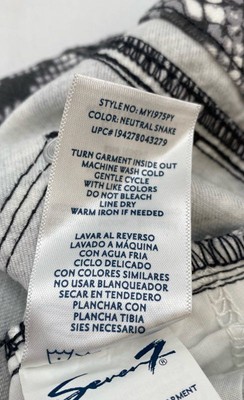 STYLE NO: MYI975PY
COLOR: NEUTRAL SNAKE
UPC# 194278043279
TURN GARMENT INSIDE OUT
MACHINE WASH COLD
GENTLE CYCLE
WITH LIKE COLORS
DO NOT BLEACH
LINE DRY
WARM IRON IF NEEDED
LAVAR AL REVERSO
LAVADO A MÁQUINA
CON AGUA FRIA
CICLO DELICADO
CON COLORES SIMILARES
NO USAR BLANQUEADOR
SECAR EN TENDEDERO
PLANCHAR CON
PLANCHA TIBIA
SIES NECESARIO
Seven7®
GARMENT